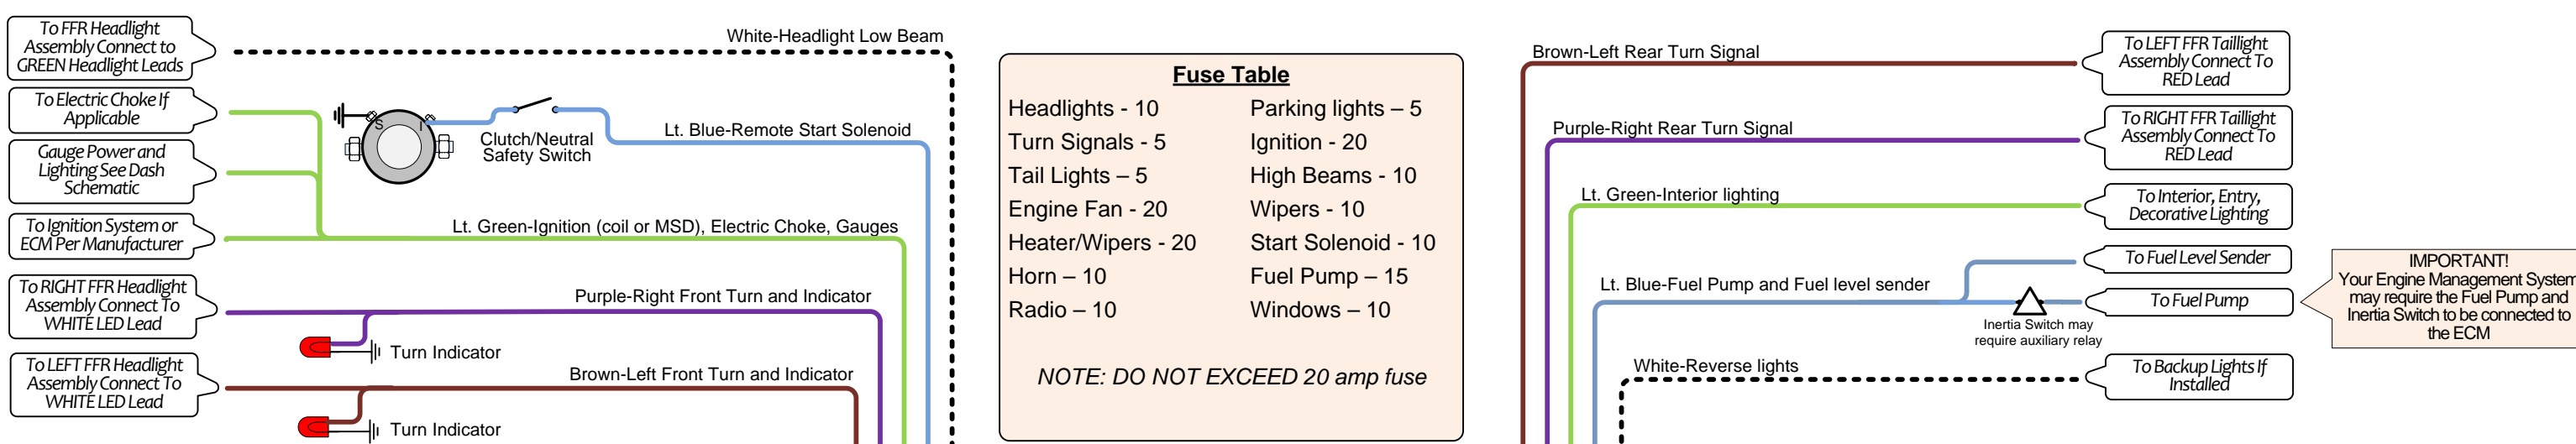 To FFR Headlight
Assembly Connect to
GREEN Headlight Leads
White-Headlight Low Beam
To Electric Choke If
Applicable
S
I
Clutch/Neutral
Safety Switch
Lt. Blue-Remote Start Solenoid
Gauge Power and
Lighting See Dash
Schematic
To Ignition System or
ECM Per Manufacturer
Lt. Green-Ignition (coil or MSD), Electric Choke, Gauges
To RIGHT FFR Headlight
Assembly Connect To
WHITE LED Lead
Purple-Right Front Turn and Indicator
Turn Indicator
To LEFT FFR Headlight
Assembly Connect To
WHITE LED Lead
Brown-Left Front Turn and Indicator
Turn Indicator
Fuse Table
Headlights - 10
Turn Signals - 5
Tail Lights – 5
Engine Fan - 20
Heater/Wipers - 20
Horn – 10
Radio – 10
Parking lights – 5
Ignition - 20
High Beams - 10
Wipers - 10
Start Solenoid - 10
Fuel Pump – 15
Windows – 10
NOTE: DO NOT EXCEED 20 amp fuse
Brown-Left Rear Turn Signal
To LEFT FFR Taillight
Assembly Connect To
RED Lead
Purple-Right Rear Turn Signal
To RIGHT FFR Taillight
Assembly Connect To
RED Lead
Lt. Green-Interior lighting
To Interior, Entry,
Decorative Lighting
Lt. Blue-Fuel Pump and Fuel level sender
To Fuel Level Sender
To Fuel Pump
Inertia Switch may
require auxiliary relay
IMPORTANT!
Your Engine Management System
may require the Fuel Pump and
Inertia Switch to be connected to
the ECM
White-Reverse lights
To Backup Lights If
Installed